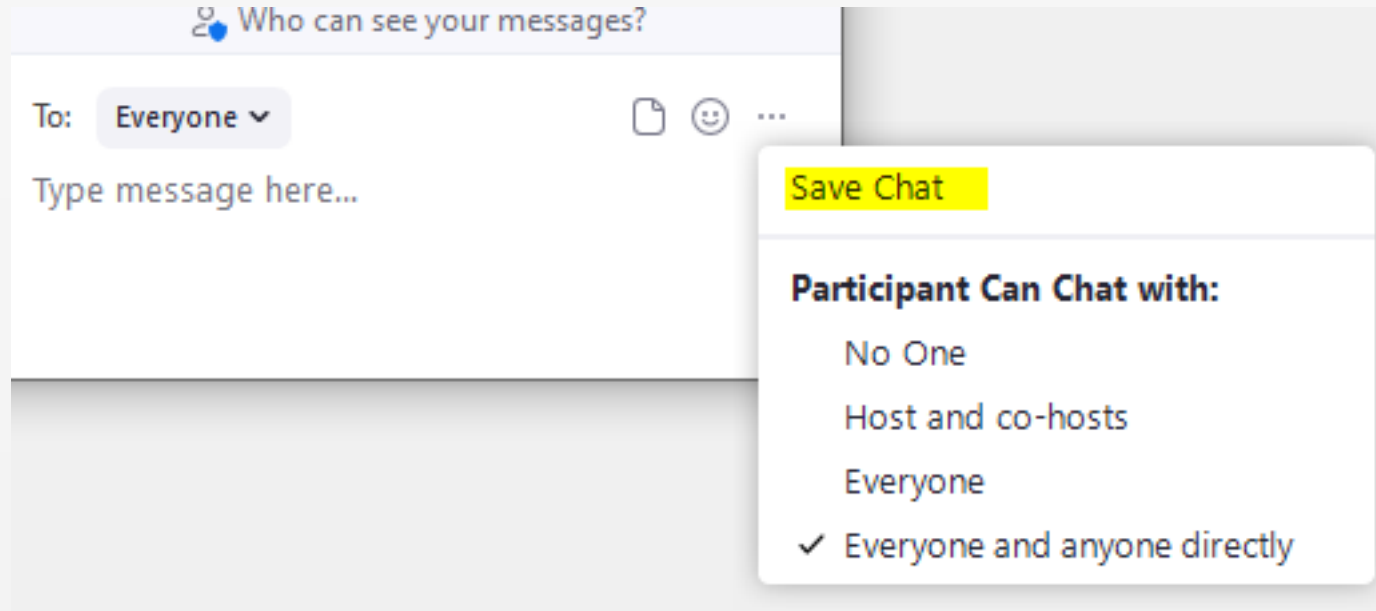 Who can see your messages?
To: Everyone
Type message here...
Save Chat
Participant Can Chat with:
No One
Host and co-hosts
Everyone
Everyone and anyone directly